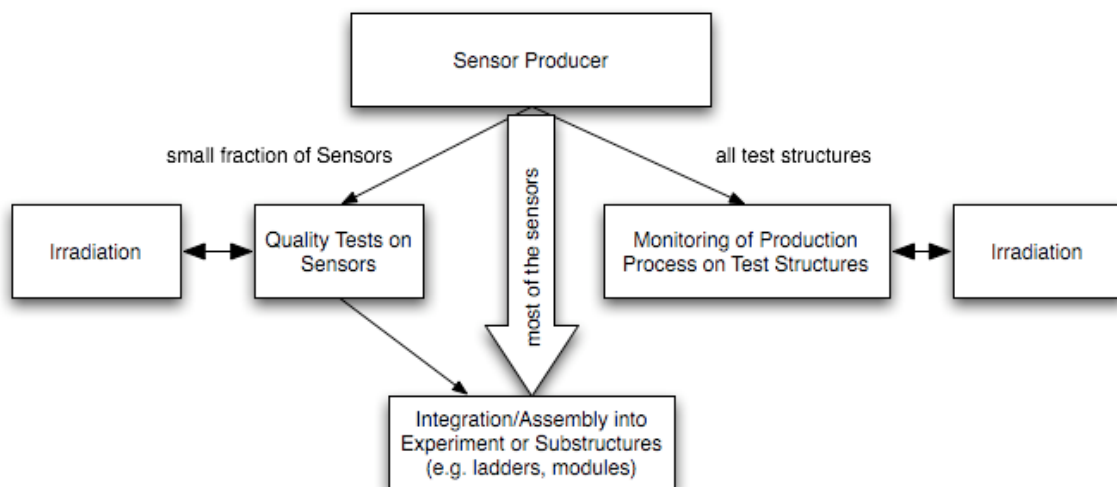 Sensor Producer
small fraction of Sensors
all test structures
most of the sensors
Irradiation
Quality Tests on
Sensors
Monitoring of Production
Process on Test Structures
Irradiation
Integration/Assembly into
Experiment or Substructures
(e.g. ladders, modules)